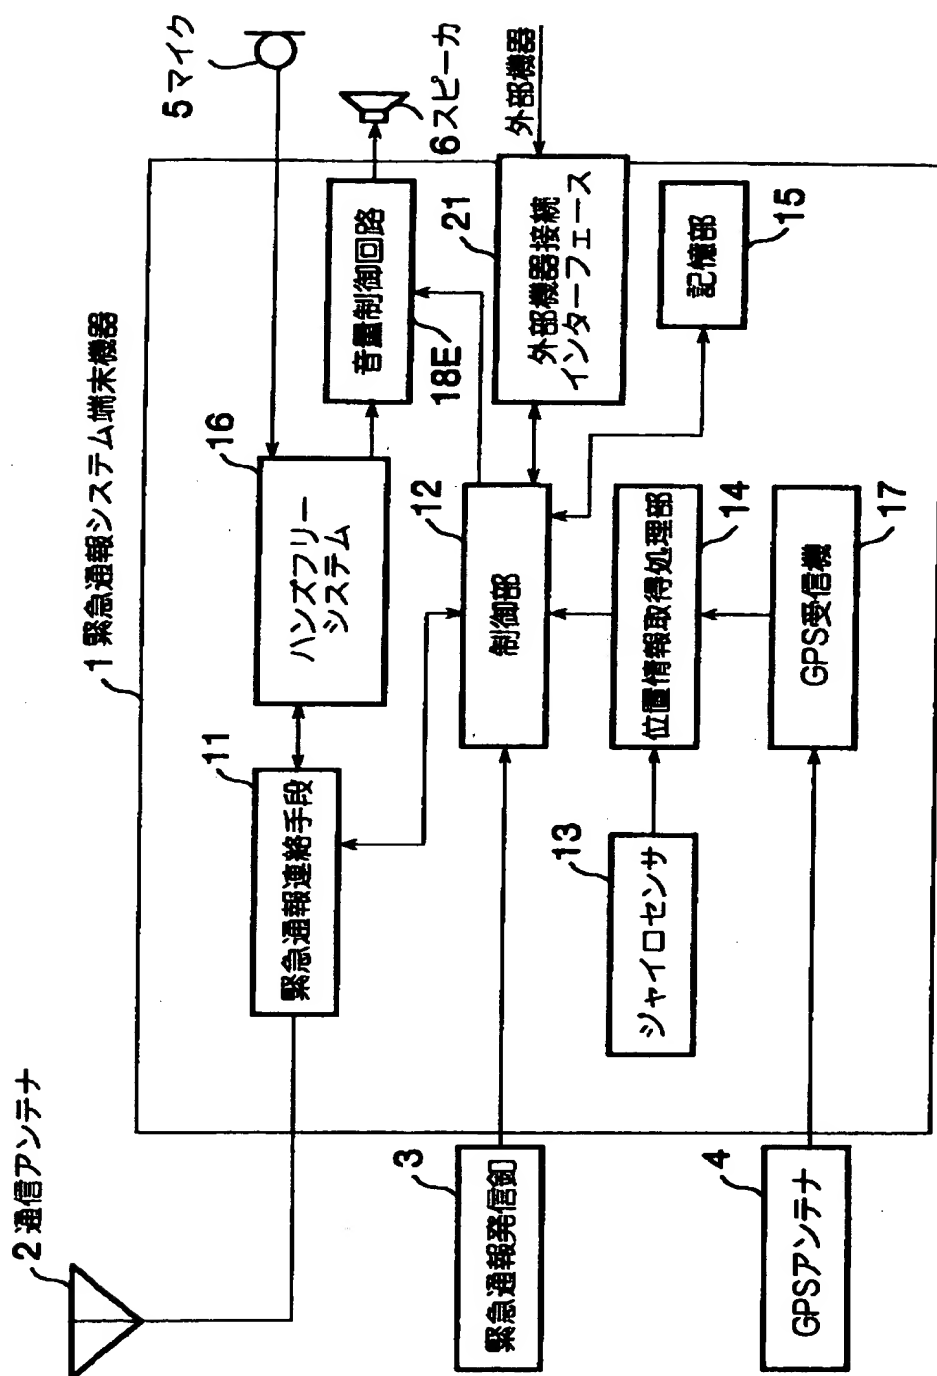 1 緊急通報システム端末機器
2 通信アンテナ
11
緊急通報連絡手段
16
ハンズフリー
システム
5 マイク
音量制御回路
18E
6 スピーカ
3
緊急通報発信釦
12
制御部
21
外部機器接続
インターフェース
外部機器
13
ジャイロセンサ
14
位置情報取得処理部
15
記憶部
4
GPSアンテナ
17
GPS受信機